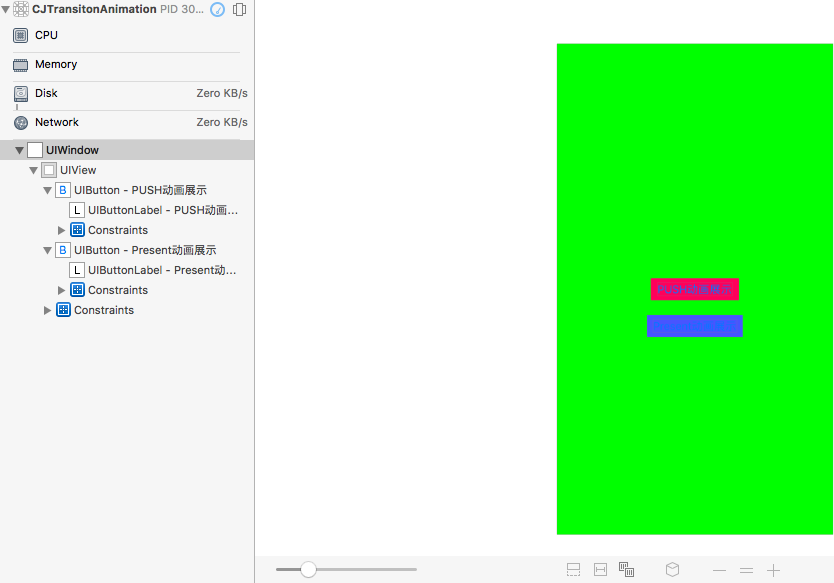 CJTransitonAnimation PID 30...
CPU
Memory
Disk Zero KB/s
Network Zero KB/s
UIWindow
UIView
B UIButton - PUSH动画展示
L UIButtonLabel - PUSH动画...
Constraints
B UIButton - Present动画展示
L UIButtonLabel - Present动...
Constraints
Constraints
PUSH动画展示